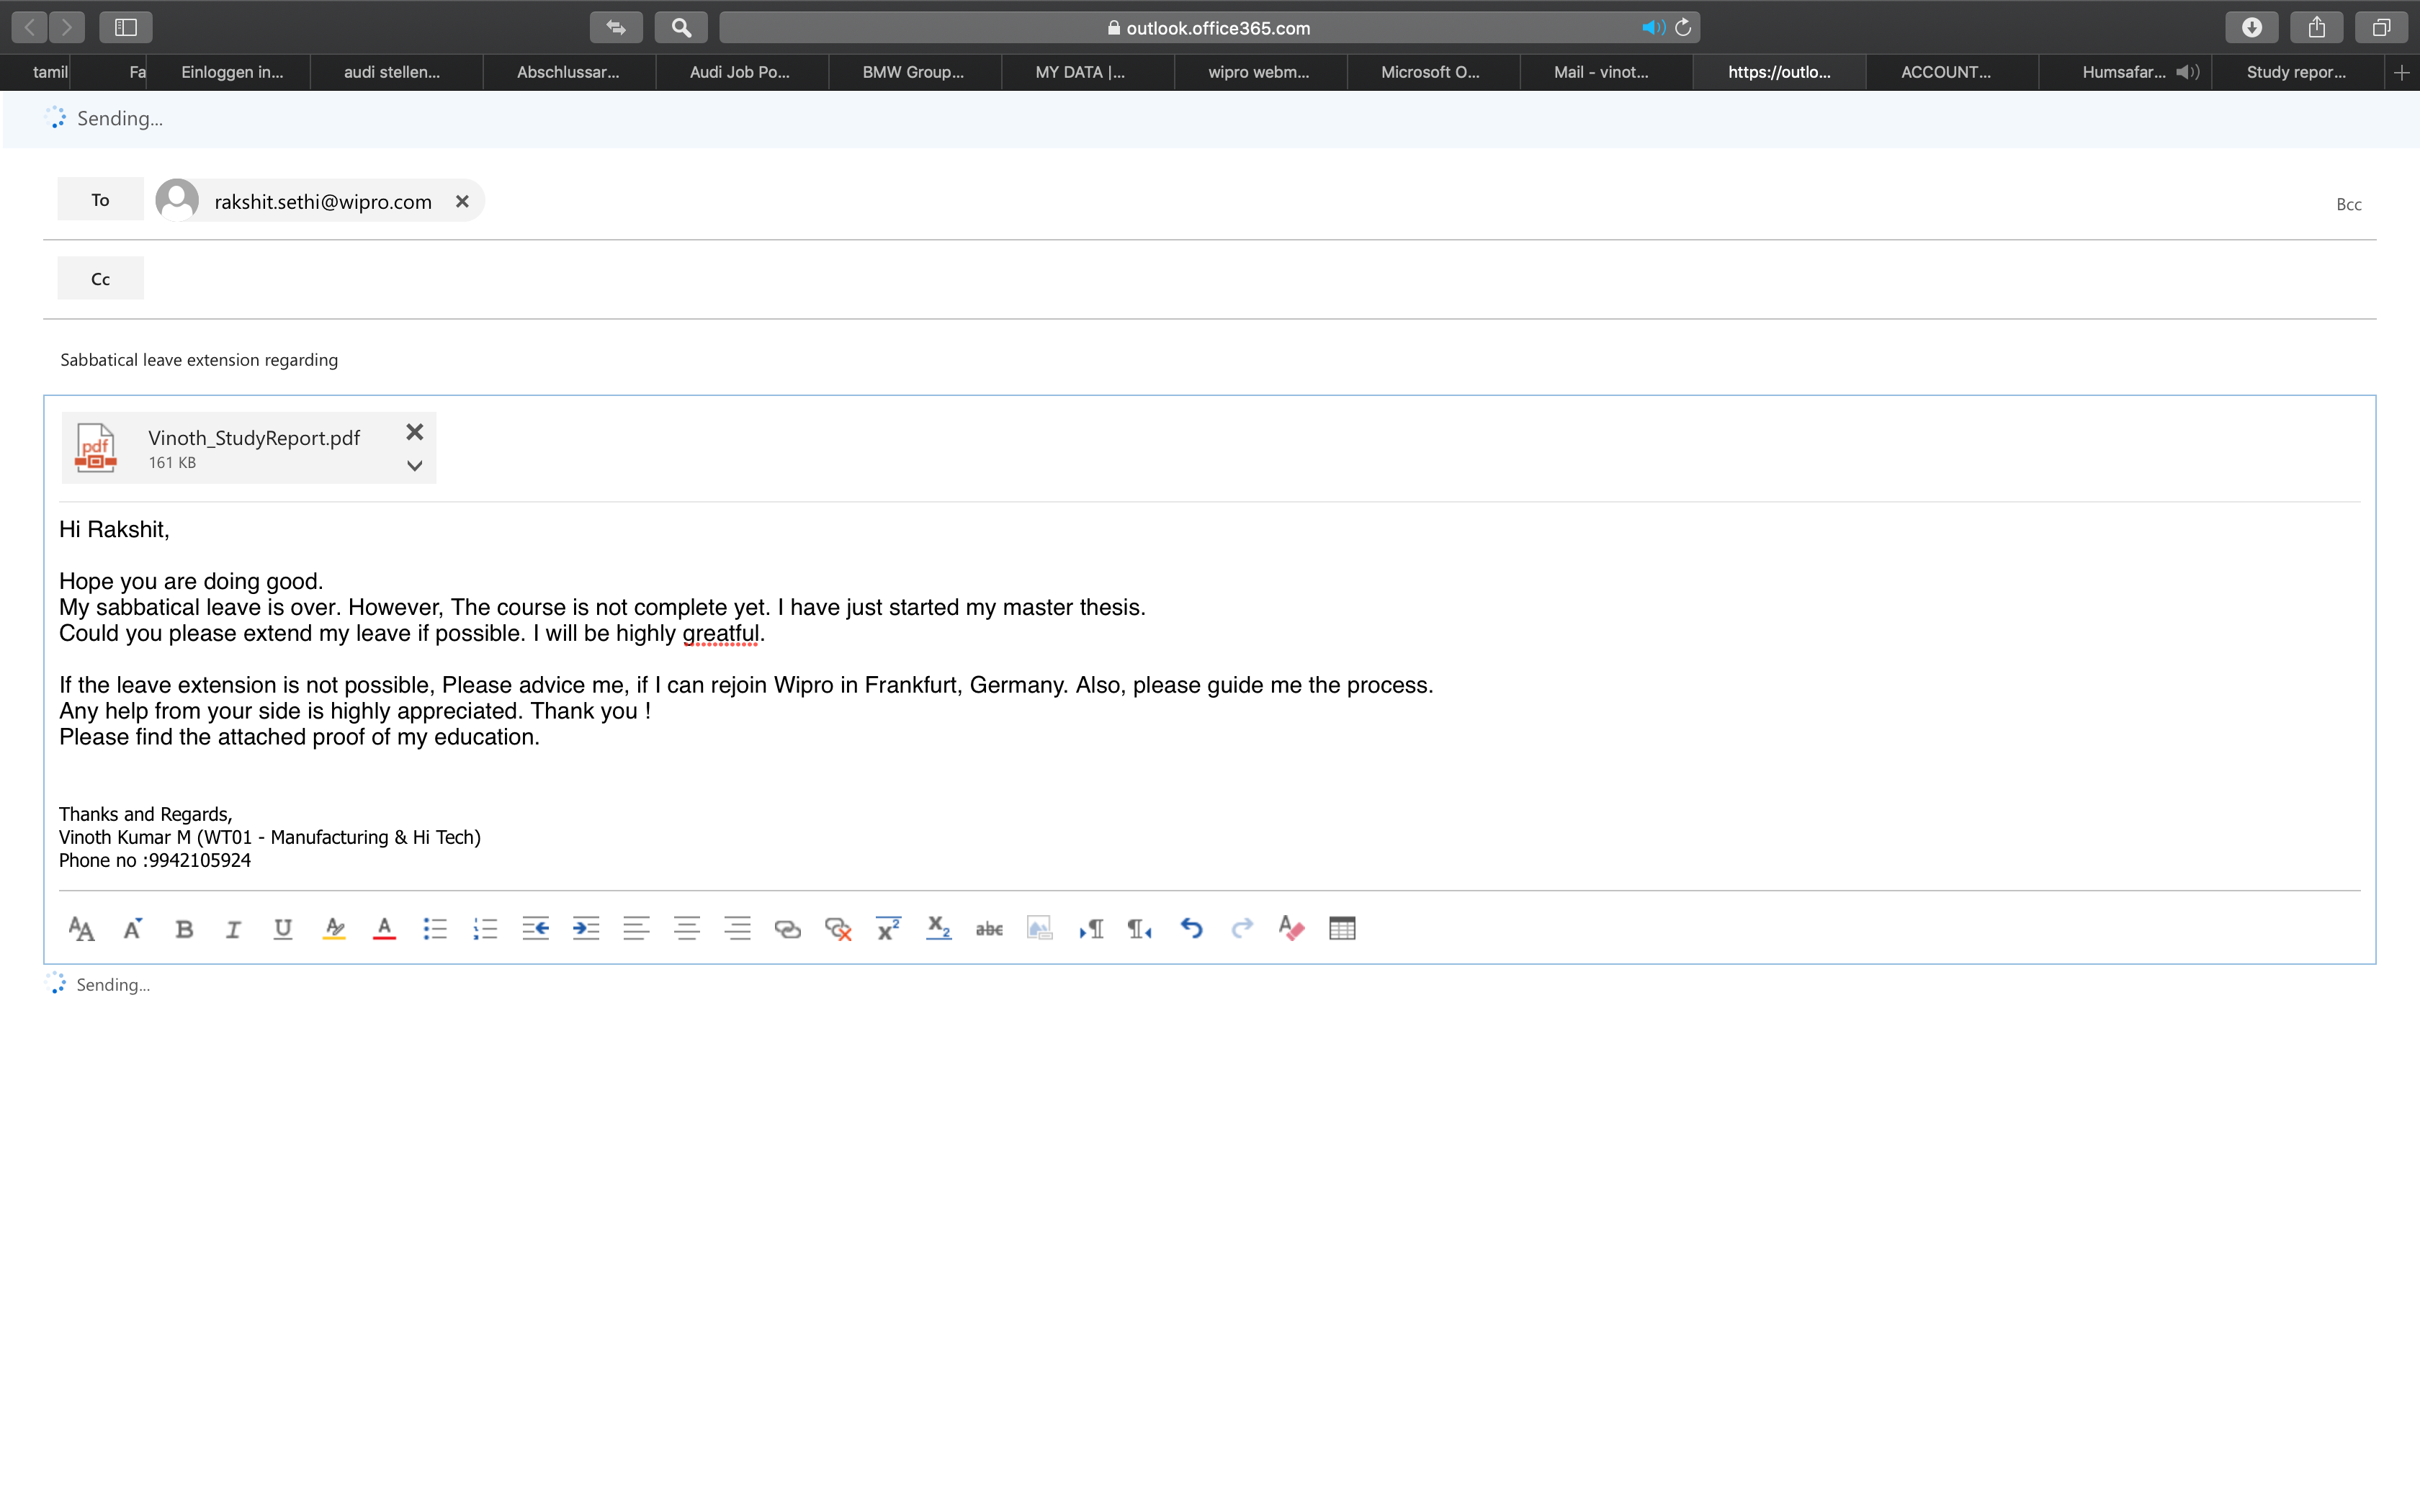 outlook.office365.com
tamil
Fa
Einloggen in...
audi stellen...
Abschlussar...
Audi Job Po...
BMW Group...
MY DATA |...
wipro webm...
Microsoft O...
Mail - vinot...
https://outlo...
ACCOUNT...
Humsafar...
Study repor...
Sending...
To
rakshit.sethi@wipro.com
Bcc
Cc
Sabbatical leave extension regarding
pdf
Vinoth_StudyReport.pdf
161 KB
Hi Rakshit,
Hope you are doing good.
My sabbatical leave is over. However, The course is not complete yet. I have just started my master thesis.
Could you please extend my leave if possible. I will be highly greatful.
If the leave extension is not possible, Please advice me, if I can rejoin Wipro in Frankfurt, Germany. Also, please guide me the process.
Any help from your side is highly appreciated. Thank you !
Please find the attached proof of my education.
Thanks and Regards,
Vinoth Kumar M (WT01 - Manufacturing & Hi Tech)
Phone no :9942105924
Sending...